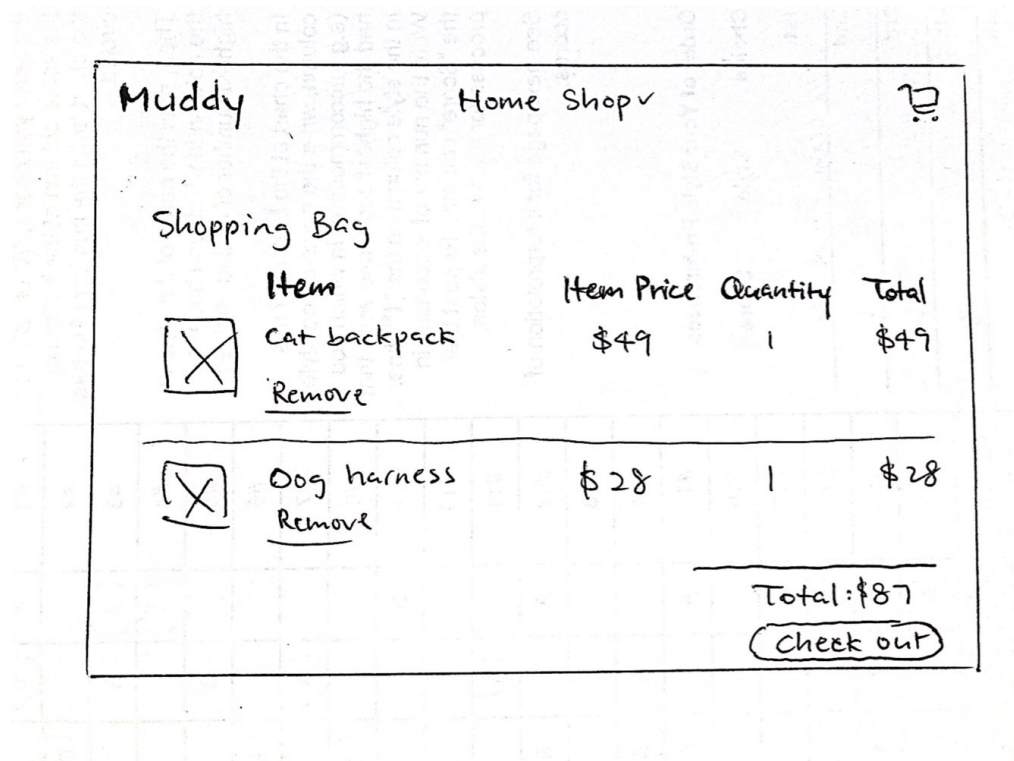 Muddy Home Shop
Shopping Bag
Item Item Price Quantity Total
Cat backpack $49 1 $49
Remove
Dog harness $28 1 $28
Remove
Total: $87
Check out